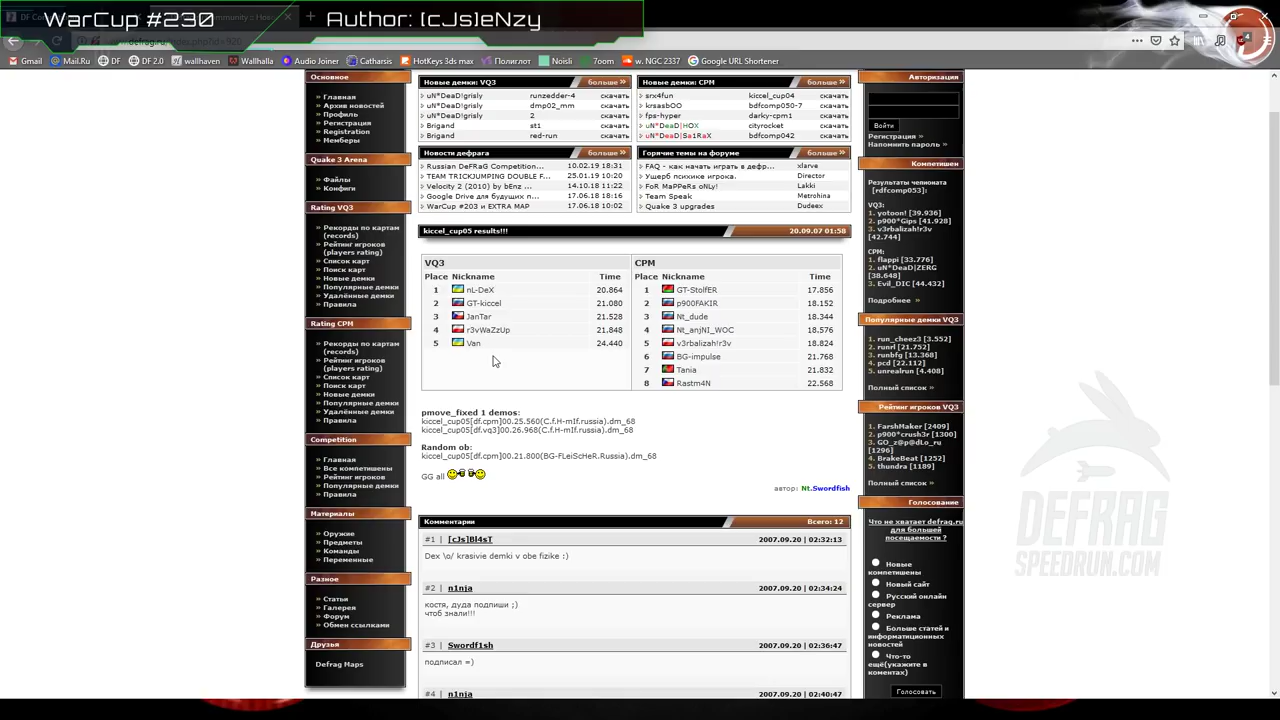 WarCup #230
Author: [cJs]eNzy
Gmail
Mail.Ru
DF
DF 2.0
wallhaven
Wallhalla
Audio Joiner
Catharsis
HotKeys 3ds max
Полиглот
Noisli
7oom
w. NGC 2337
Google URL Shortener
Основное
Главная
Архив новостей
Профиль
Регистрация
Registration
Мемберы
Quake 3 Arena
Файлы
Конфиги
Rating VQ3
Рекорды по картам
(records)
Рейтинг игроков
(players rating)
Список карт
Поиск карт
Новые демки
Популярные демки
Удалённые демки
Правила
Rating CPM
Рекорды по картам
(records)
Рейтинг игроков
(players rating)
Список карт
Поиск карт
Новые демки
Популярные демки
Удалённые демки
Правила
Competition
Главная
Все компетишены
Рейтинг игроков
Популярные демки
Правила
Материалы
Оружие
Предметы
Команды
Переменные
Разное
Статьи
Галерея
Форум
Обмен ссылками
Друзья
Defrag Maps
Новые демки: VQ3 больше »
uN*DeaD!grisly runzedder-4 скачать
uN*DeaD!grisly dmp02_mm скачать
uN*DeaD!grisly 2 скачать
Brigand st1 скачать
Brigand red-run скачать
Новые демки: CPM больше »
srx4fun kiccel_cup04 скачать
krsasbOO bdfcomp050-7 скачать
fps-hyper darky-cpm1 скачать
uN*DeaD|HOX cityrocket скачать
uN*DeaD|Sa1RaX bdfcomp042 скачать
Новости дефрага больше »
Russian DeFRaG Competition... 10.02.19 18:31
TEAM TRICKJUMPING DOUBLE F... 25.01.19 10:20
Velocity 2 (2010) by bEnz ... 14.10.18 11:22
Google Drive для будущих п... 17.06.18 18:16
WarCup #203 и EXTRA MAP 17.06.18 10:02
Горячие темы на форуме больше »
FAQ - как начать играть в дефр... xlarve
Ушерб психике игрока. Director
FoR MaPPeRs oNLy! Lakki
Team Speak Metrohina
Quake 3 upgrades Dudeex
kiccel_cup05 results!!! 20.09.07 01:58
VQ3
Place Nickname Time
1 nL-DeX 20.864
2 GT-kiccel 21.080
3 JanTar 21.528
4 r3vWaZzUp 21.848
5 Van 24.440
CPM
Place Nickname Time
1 GT-StolfER 17.856
2 p900FAKIR 18.152
3 Nt_dude 18.344
4 Nt_anjNI_WOC 18.576
5 v3rbalizah!r3v 18.824
6 BG-impulse 21.768
7 Tania 21.832
8 Rastm4N 22.568
pmove_fixed 1 demos:
kiccel_cup05[df.cpm]00.25.560(C.f.H-mIf.russia).dm_68
kiccel_cup05[df.vq3]00.26.968(C.f.H-mIf.russia).dm_68
Random ob:
kiccel_cup05[df.cpm]00.21.800(BG-FLeiScHeR.Russia).dm_68
GG all
автор: Nt.Swordfish
Комментарии Всего: 12
#1 | [cJs]Bl4sT 2007.09.20 | 02:32:13
Dex \o/ krasivie demki v obe fizike :)
#2 | n1nja 2007.09.20 | 02:34:24
костя, дуда подпиши ;)
чтоб знали!!!
#3 | Swordf1sh 2007.09.20 | 02:36:47
подписал =)
#4 | n1nja 2007.09.20 | 02:40:47
Авторизация
Войти
Регистрация »
Напомнить пароль »
Компетишен
Результаты чемпионата
[rdfcomp053]:
VQ3:
1. yotoon! [39.936]
2. p900*Gips [41.928]
3. v3rbalizah!r3v
[42.744]
CPM:
1. flappi [33.776]
2. uN*DeaD|ZERG
[38.648]
3. Evil_DIC [44.432]
Подробнее »
Популярные демки VQ3
1. run_cheez3 [3.552]
2. runrl [21.752]
3. runbfg [13.368]
4. pcd [22.112]
5. unrealrun [4.408]
Полный список »
Рейтинг игроков VQ3
1. FarshMaker [2409]
2. p900*crush3r [1300]
3. GO_z@p@dLo_ru
[1296]
4. BrakeBeat [1252]
5. thundra [1189]
Полный список »
Голосование
Что не хватает defrag.ru
для большей
посещаемости ?
Новые
компетишены
Новый сайт
Русский онлайн
сервер
Реклама
Больше статей и
информационных
новостей
Что-то
ещё(укажите в
коментах)
Голосовать
DEFRAG
SPEEDRUN.COM